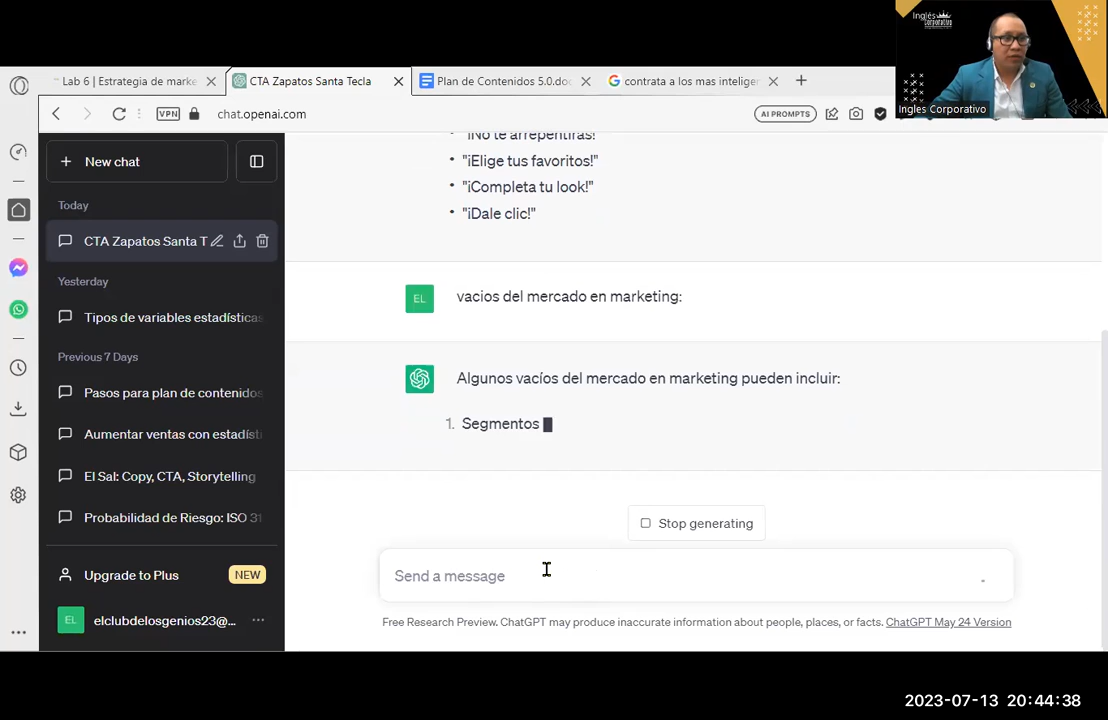 Inglés
Corporativo
Ingles Corporativo
Lab 6 | Estrategia de marke
CTA Zapatos Santa Tecla
Plan de Contenidos 5.0.doc
contrata a los mas inteliger
VPN
chat.openai.com
AI PROMPTS
New chat
Today
CTA Zapatos Santa T
Yesterday
Tipos de variables estadísticas
Previous 7 Days
Pasos para plan de contenidos
Aumentar ventas con estadísti
El Sal: Copy, CTA, Storytelling
Probabilidad de Riesgo: ISO 31
Upgrade to Plus
NEW
EL
elclubdelosgenios23@...
"¡No te arrepentirás!"
"¡Elige tus favoritos!"
"¡Completa tu look!"
"¡Dale clic!"
EL
vacios del mercado en marketing:
Algunos vacíos del mercado en marketing pueden incluir:
1. Segmentos
Stop generating
Send a message
Free Research Preview. ChatGPT may produce inaccurate information about people, places, or facts. ChatGPT May 24 Version
2023-07-13 20:44:38